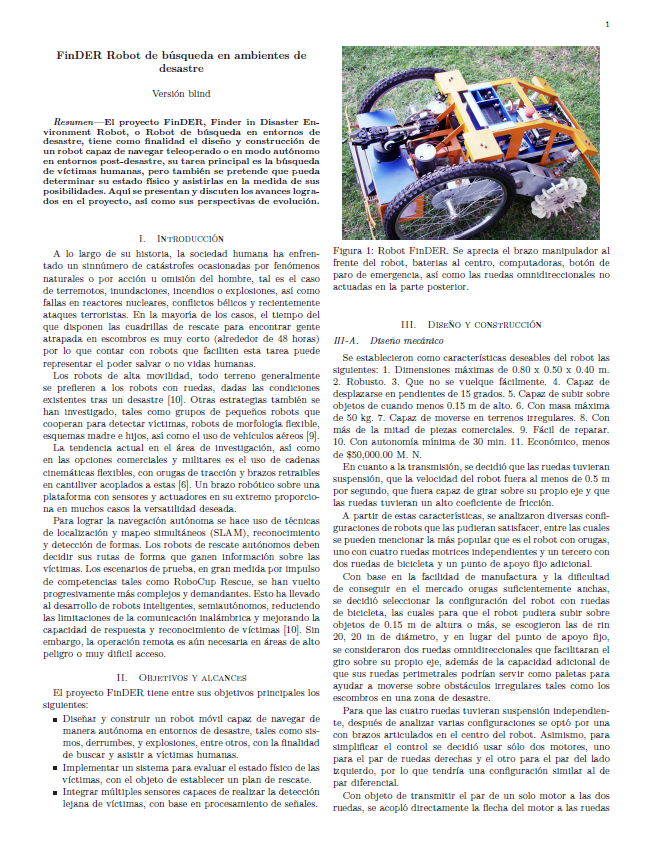 1
FinDER Robot de búsqueda en ambientes de
desastre
Versión blind
Resumen—El proyecto FinDER, Finder in Disaster En-
vironment Robot, o Robot de búsqueda en entornos de
desastre, tiene como finalidad el diseño y construcción de
un robot capaz de navegar teleoperado o en modo autónomo
en entornos post-desastre, su tarea principal es la búsqueda
de víctimas humanas, pero también se pretende que pueda
determinar su estado físico y asistirlas en la medida de sus
posibilidades. Aquí se presentan y discuten los avances logra-
dos en el proyecto, así como sus perspectivas de evolución.
I. Introducción
A lo largo de su historia, la sociedad humana ha enfren-
tado un sinnúmero de catástrofes ocasionadas por fenómenos
naturales o por acción u omisión del hombre, tal es el caso
de terremotos, inundaciones, incendios o explosiones, así como
fallas en reactores nucleares, conflictos bélicos y recientemente
ataques terroristas. En la mayoría de los casos, el tiempo del
que disponen las cuadrillas de rescate para encontrar gente
atrapada en escombros es muy corto (alrededor de 48 horas)
por lo que contar con robots que faciliten esta tarea puede
representar el poder salvar o no vidas humanas.
Los robots de alta movilidad, todo terreno generalmente
se prefieren a los robots con ruedas, dadas las condiciones
existentes tras un desastre [10]. Otras estrategias también se
han investigado, tales como grupos de pequeños robots que
cooperan para detectar víctimas, robots de morfología flexible,
esquemas madre e hijos, así como el uso de vehículos aéreos [9].
La tendencia actual en el área de investigación, así como
en las opciones comerciales y militares es el uso de cadenas
cinemáticas flexibles, con orugas de tracción y brazos retraibles
en cantiliver acoplados a estas [6]. Un brazo robótico sobre una
plataforma con sensores y actuadores en su extremo proporcio-
na en muchos casos la versatilidad deseada.
Para lograr la navegación autónoma se hace uso de técnicas
de localización y mapeo simultáneos (SLAM), reconocimiento
y detección de formas. Los robots de rescate autónomos deben
decidir sus rutas de forma que ganen información sobre las
víctimas. Los escenarios de prueba, en gran medida por impulso
de competencias tales como RoboCup Rescue, se han vuelto
progresivamente más complejos y demandantes. Esto ha llevado
al desarrollo de robots inteligentes, semiautónomos, reduciendo
las limitaciones de la comunicación inalámbrica y mejorando la
capacidad de respuesta y reconocimiento de víctimas [10]. Sin
embargo, la operación remota es aún necesaria en áreas de alto
peligro o muy difícil acceso.
II. Objetivos y alcances
El proyecto FinDER tiene entre sus objetivos principales los
siguientes:
Diseñar y construir un robot móvil capaz de navegar de
manera autónoma en entornos de desastre, tales como sis-
mos, derrumbes, y explosiones, entre otros, con la finalidad
de buscar y asistir a víctimas humanas.
Implementar un sistema para evaluar el estado físico de las
víctimas, con el objeto de establecer un plan de rescate.
Integrar múltiples sensores capaces de realizar la detección
lejana de víctimas, con base en procesamiento de señales.
Figura 1: Robot FinDER. Se aprecia el brazo manipulador al
frente del robot, baterias al centro, computadoras, botón de
paro de emergencia, así como las ruedas omnidireccionales no
actuadas en la parte posterior.
III. Diseño y construcción
III-A. Diseño mecánico
Se establecieron como características deseables del robot las
siguientes: 1. Dimensiones máximas de 0.80 x 0.50 x 0.40 m.
2. Robusto. 3. Que no se vuelque fácilmente. 4. Capaz de
desplazarse en pendientes de 15 grados. 5. Capaz de subir sobre
objetos de cuando menos 0.15 m de alto. 6. Con masa máxima
de 50 kg. 7. Capaz de moverse en terrenos irregulares. 8. Con
más de la mitad de piezas comerciales. 9. Fácil de reparar.
10. Con autonomía mínima de 30 min. 11. Económico, menos
de $50,000.00 M. N.
En cuanto a la transmisión, se decidió que las ruedas tuvieran
suspensión, que la velocidad del robot fuera al menos de 0.5 m
por segundo, que fuera capaz de girar sobre su propio eje y que
las ruedas tuvieran un alto coeficiente de fricción.
A partir de estas características, se analizaron diversas confi-
guraciones de robots que las pudieran satisfacer, entre las cuales
se pueden mencionar la más popular que es el robot con orugas,
uno con cuatro ruedas motrices independientes y un tercero con
dos ruedas de bicicleta y un punto de apoyo fijo adicional.
Con base en la facilidad de manufactura y la dificultad
de conseguir en el mercado orugas suficientemente anchas,
se decidió seleccionar la configuración del robot con ruedas
de bicicleta, las cuales para que el robot pudiera subir sobre
objetos de 0.15 m de altura o más, se escogieron las de rin
20, 20 in de diámetro, y en lugar del punto de apoyo fijo,
se consideraron dos ruedas omnidireccionales que facilitaran el
giro sobre su propio eje, además de la capacidad adicional de
que sus ruedas perimetrales podrían servir como paletas para
ayudar a moverse sobre obstáculos irregulares tales como los
escombros en una zona de desastre.
Para que las cuatro ruedas tuvieran suspensión independien-
te, después de analizar varias configuraciones se optó por una
con brazos articulados en el centro del robot. Asimismo, para
simplificar el control se decidió usar sólo dos motores, uno
para el par de ruedas derechas y el otro para el par del lado
izquierdo, por lo que tendría una configuración similar al de
par diferencial.
Con objeto de transmitir el par de un solo motor a las dos
ruedas, se acopló directamente la flecha del motor a las ruedas